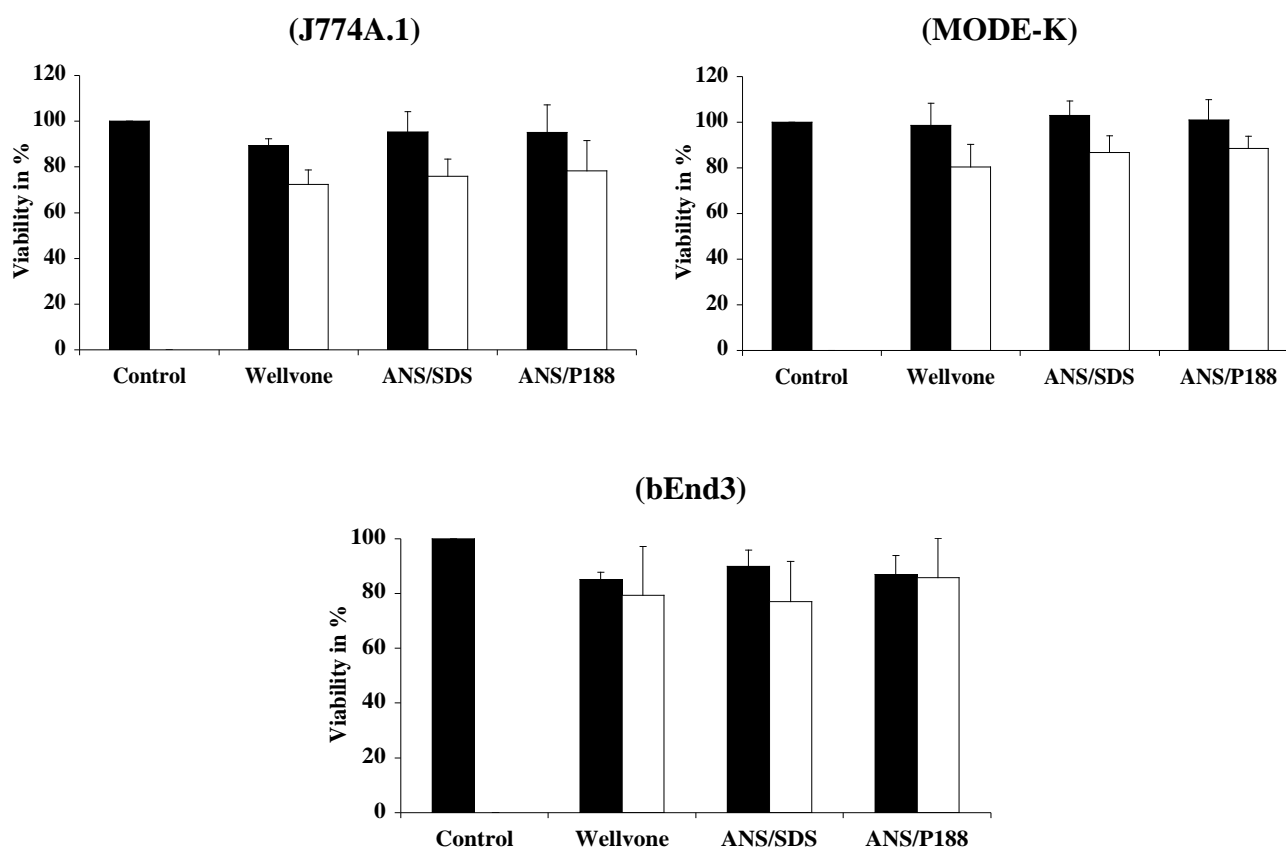 (J774A.1)
Viability in %
120
100
80
60
40
20
0
Control Wellvone ANS/SDS ANS/P188
(MODE-K)
Viability in %
120
100
80
60
40
20
0
Control Wellvone ANS/SDS ANS/P188
(bEnd3)
Viability in %
100
80
60
40
20
0
Control Wellvone ANS/SDS ANS/P188